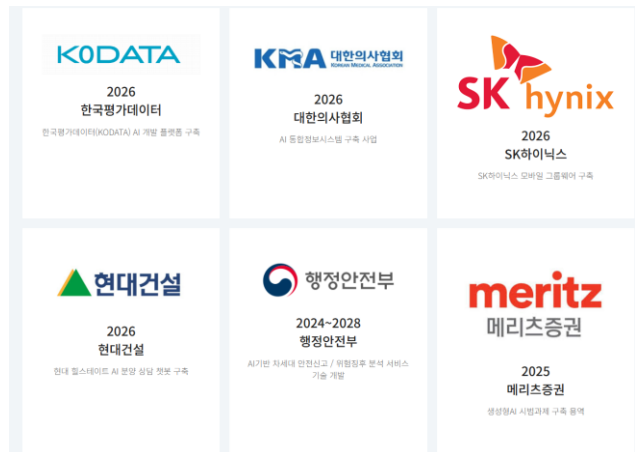 KODATA
2026
한국평가데이터
한국평가데이터(KODATA) AI 개발 플랫폼 구축
KMA 대한의사협회
KOREAN MEDICAL ASSOCIATION
2026
대한의사협회
AI 통합정보시스템 구축 사업
SK hynix
2026
SK하이닉스
SK하이닉스 모바일 그룹웨어 구축
현대건설
2026
현대건설
현대 힐스테이트 AI 분양 상담 챗봇 구축
행정안전부
2024~2028
행정안전부
AI기반 차세대 안전신고 / 위험징후 분석 서비스
기술 개발
meritz
메리츠증권
2025
메리츠증권
생성형AI 시범과제 구축 용역